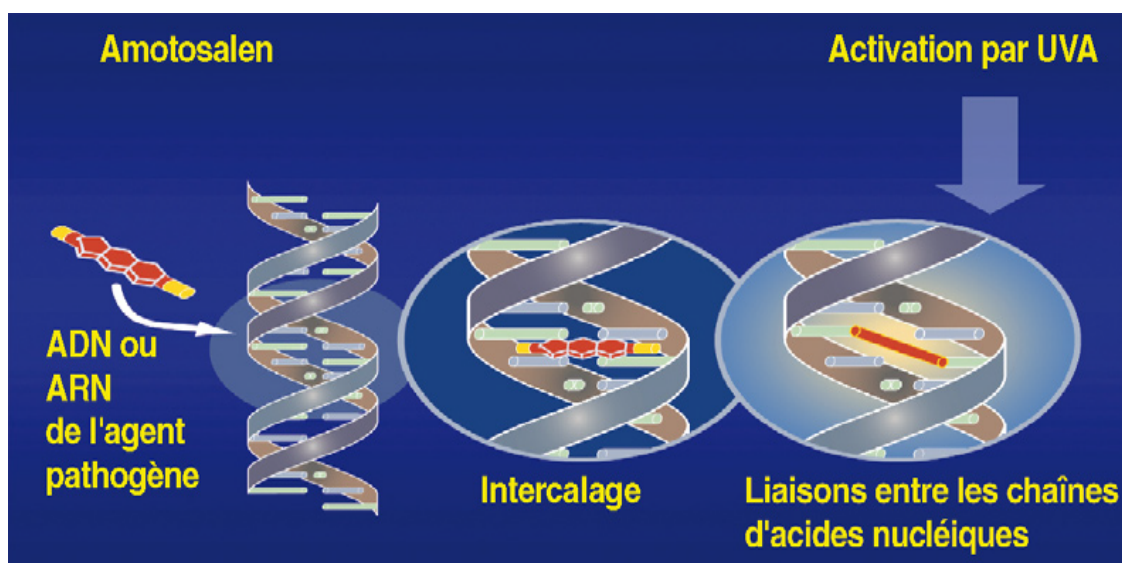 Amotosalen
Activation par UVA
ADN ou
ARN
de l'agent
pathogène
Intercalage
Liaisons entre les chaînes
d'acides nucléiques